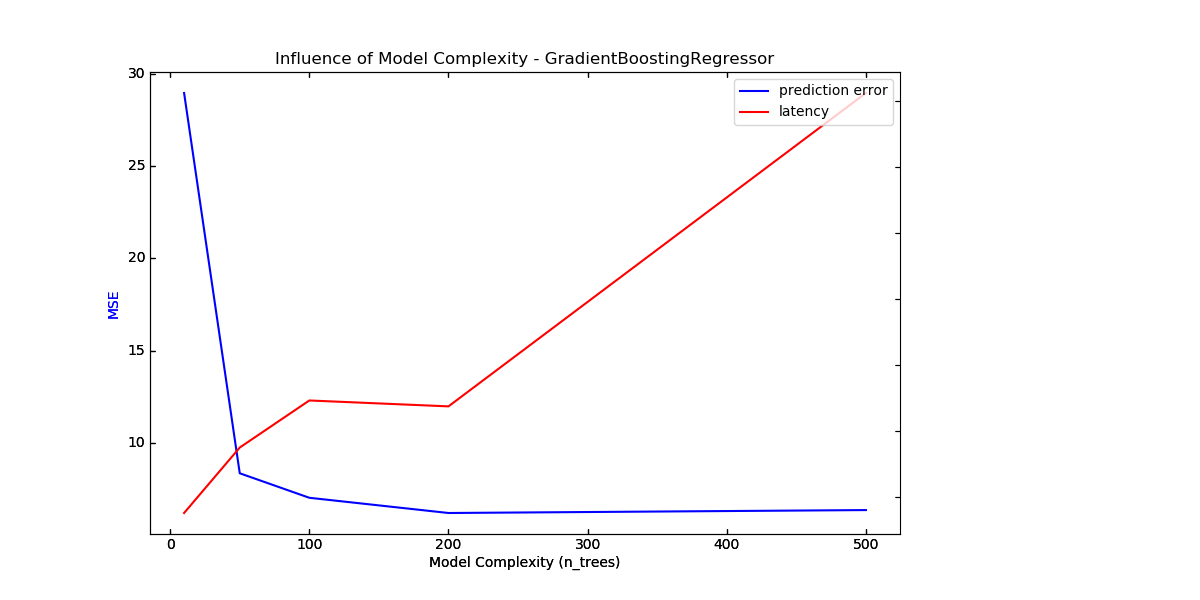 Influence of Model Complexity - GradientBoostingRegressor
prediction error
latency
30
25
20
15
10
MSE
0 100 200 300 400 500
Model Complexity (n_trees)